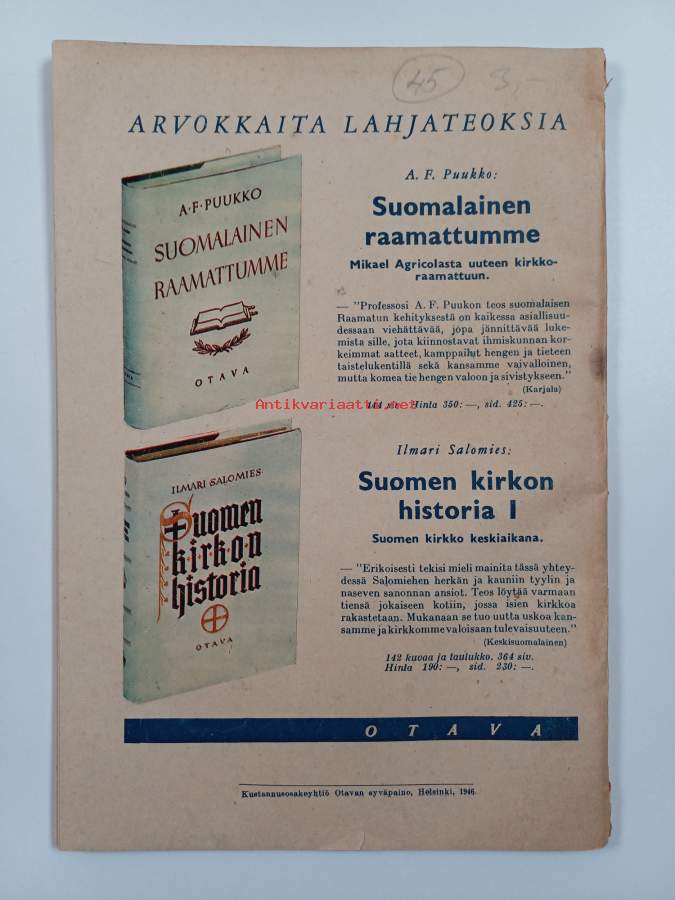 45 3,-
ARVOKKAITA LAHJATEOKSIA
A·F·PUUKKO
SUOMALAINEN
RAAMATTUMME
OTAVA
A. F. Puukko:
Suomalainen
raamattumme
Mikael Agricolasta uuteen kirkko-
raamattuun.
— "Professosi A. F. Puukon teos suomalaisen
Raamatun kehityksestä on kaikessa asiallisuu-
dessaan viehättävää, jopa jännittävää luke-
mista sille, jota kiinnostavat ihmiskunnan kor-
keimmat aatteet, kamppailut hengen ja tieteen
taistelukentillä sekä kansamme vaivalloinen,
mutta komea tie hengen valoon ja sivistykseen."
(Karjala)
Hinta 350: —, sid. 425: —.
Antikvariaatti.net
ILMARI SALOMIES
Suomen
kirkon
historia
OTAVA
Ilmari Salomies:
Suomen kirkon
historia I
Suomen kirkko keskiaikana.
— "Erikoisesti tekisi mieli mainita tässä yhtey-
dessä Salomiehen herkän ja kauniin tyylin ja
naseven sanonnan ansiot. Teos löytää varmaan
tiensä jokaiseen kotiin, jossa isien kirkkoa
rakastetaan. Mukanaan se tuo uutta uskoa kan-
samme ja kirkkomme valoisaan tulevaisuuteen."
(Keskisuomalainen)
142 kuvaa ja taulukko. 364 siv.
Hinta 190: —, sid. 230: —.
OTAVA
Kustannusosakeyhtiö Otavan syväpaino, Helsinki, 1946.